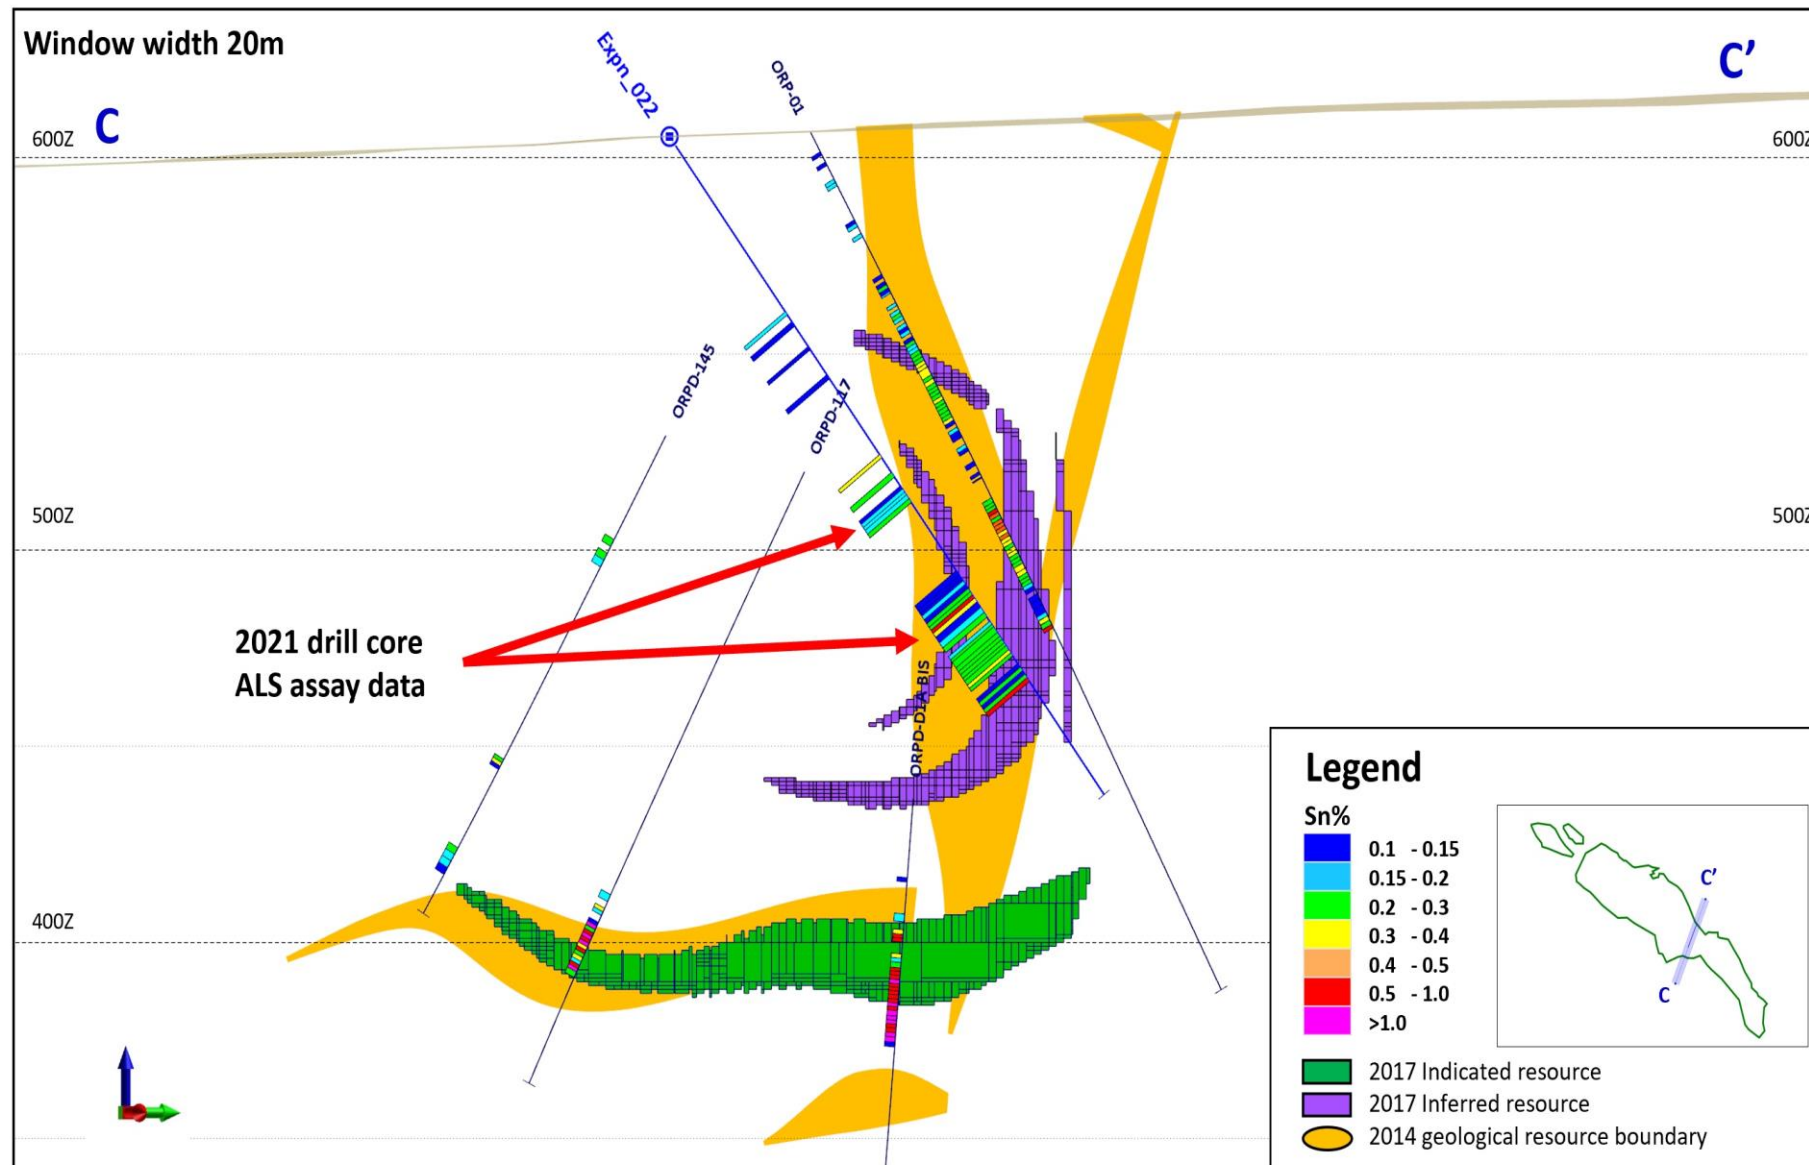 Window width 20m
C
C’
Expn_022
ORP-01
600Z
600Z
ORPD-145
ORPD-117
500Z
500Z
2021 drill core
ALS assay data
ORPD-D1A BIS
400Z
Legend
Sn%
0.1 - 0.15
0.15 - 0.2
0.2 - 0.3
0.3 - 0.4
0.4 - 0.5
0.5 - 1.0
>1.0
C’
C
2017 Indicated resource
2017 Inferred resource
2014 geological resource boundary